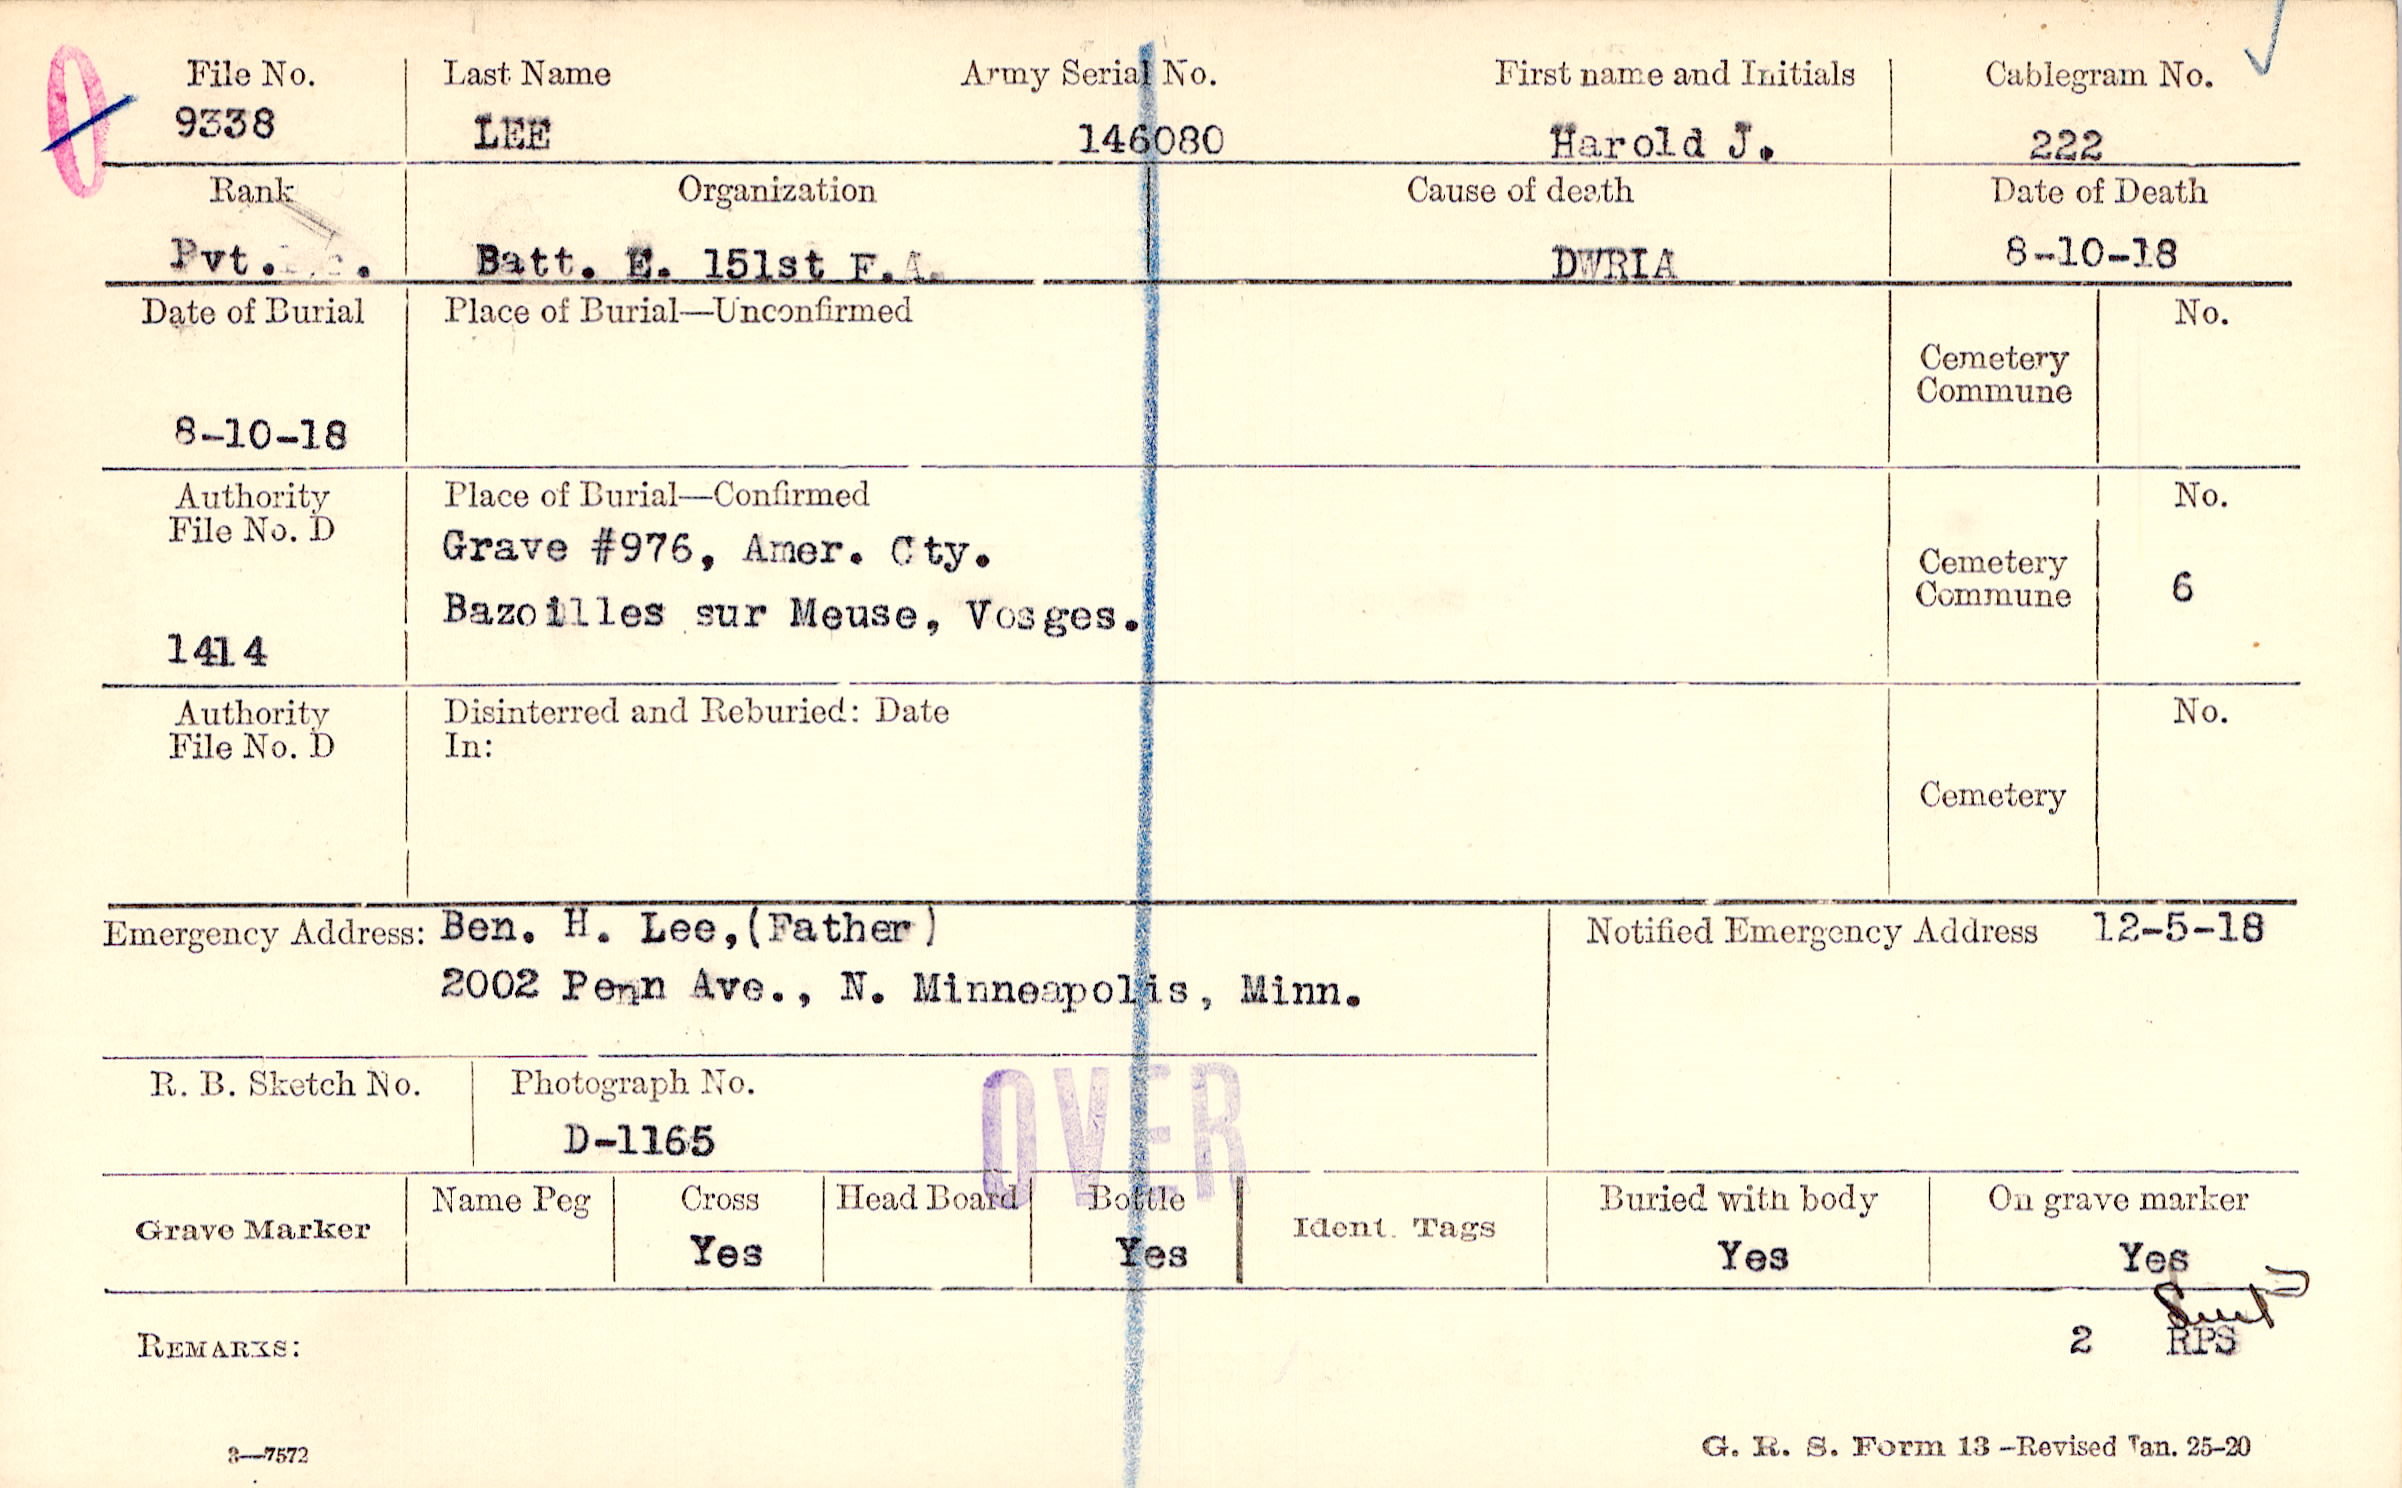 File No. Last Name Army Serial No. First name and Initials Cablegram No.
9338 LEE 146080 Harold J. 222
Rank Organization Cause of death Date of Death
Pvt. Batt. E. 151st F.A. DWRIA 8-10-18
Date of Burial Place of Burial—Unconfirmed No.
Cemetery
Commune
8-10-18
Authority Place of Burial—Confirmed No.
File No. D
Grave #976, Amer. Cty.
Cemetery
Commune 6
Bazoilles sur Meuse, Vosges.
1414
Authority Disinterred and Reburied: Date No.
File No. D In:
Cemetery
Emergency Address: Ben. H. Lee,(Father) Notified Emergency Address 12-5-18
2002 Penn Ave., N. Minneapolis, Minn.
R. B. Sketch No. Photograph No.
D-1165
OVER
Grave Marker Name Peg Cross Head Board Bottle Ident. Tags Buried with body On grave marker
Yes Yes Yes Yes
REMARKS: 2 RPS
3—7572 G. R. S. Form 13 -Revised Jan. 25-20